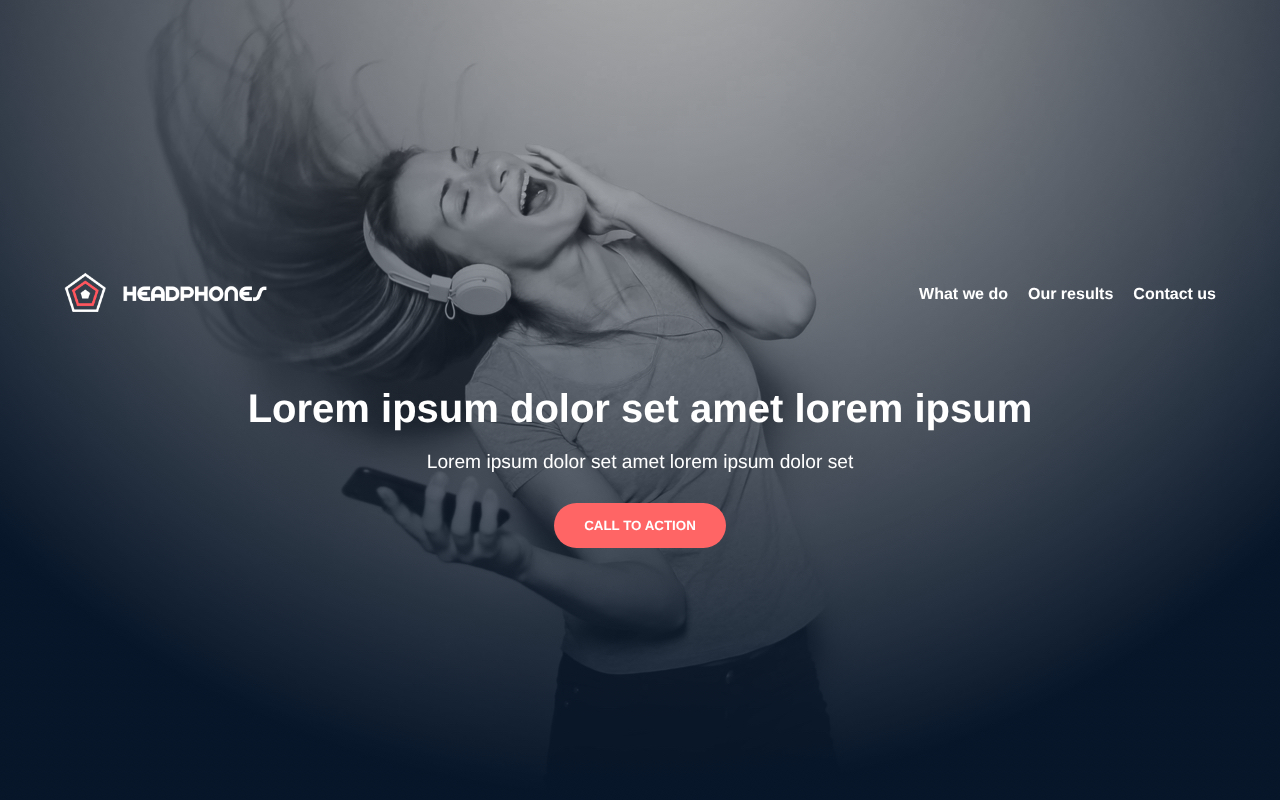 HEADPHONES
What we do Our results Contact us
Lorem ipsum dolor set amet lorem ipsum
Lorem ipsum dolor set amet lorem ipsum dolor set
CALL TO ACTION